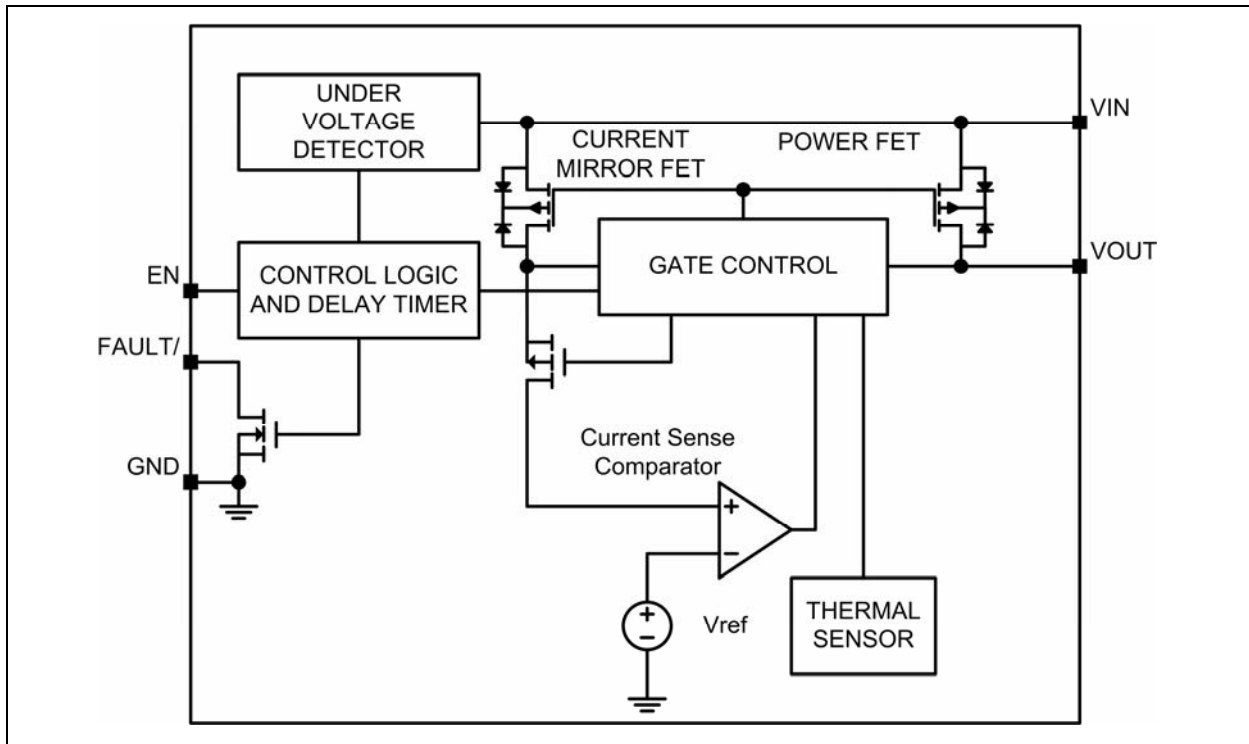 UNDER
VOLTAGE
DETECTOR
VIN
CURRENT
MIRROR FET
POWER FET
EN
CONTROL LOGIC
AND DELAY TIMER
GATE CONTROL
VOUT
FAULT/
GND
Current Sense
Comparator
+
−
+
−
Vref
THERMAL
SENSOR